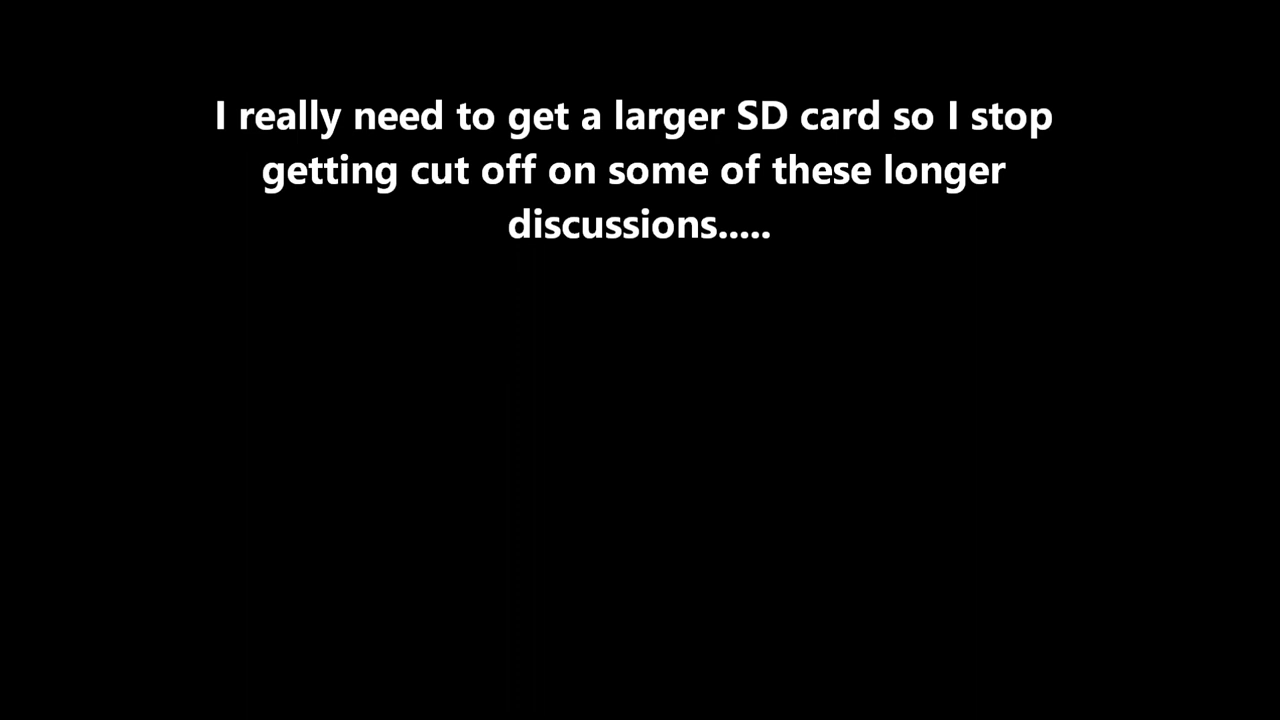 I really need to get a larger SD card so I stop
getting cut off on some of these longer
discussions.....